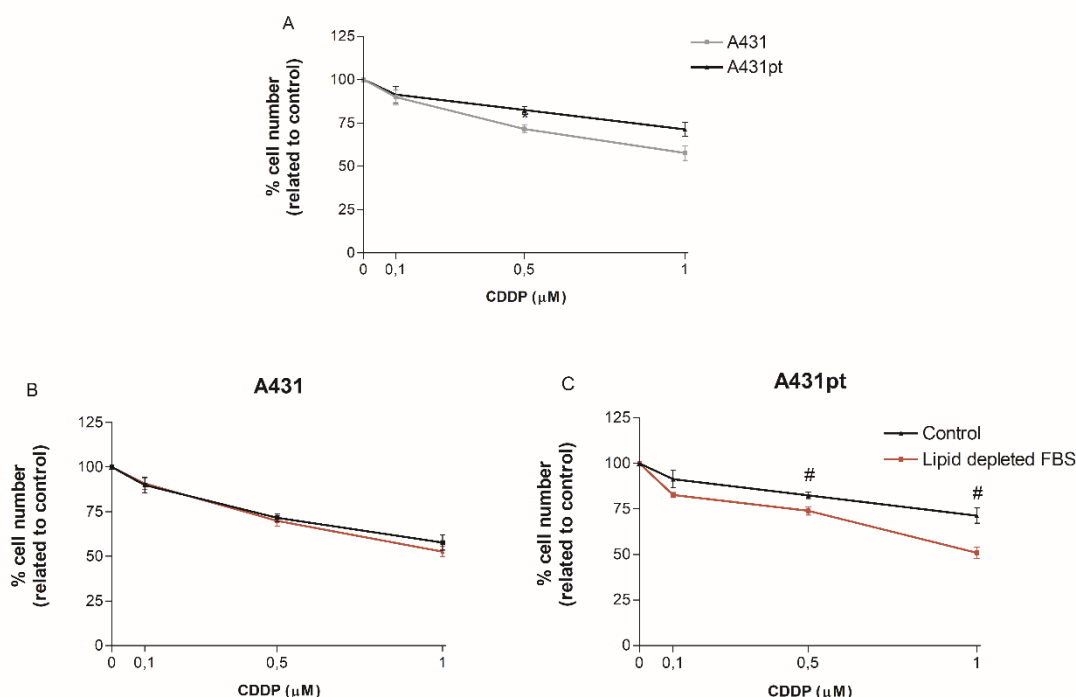 A
A431
A431pt
125
100
75
50
25
0
% cell number
(related to control)
*
0 0,1 0,5 1
CDDP (μM)
B
A431
125
100
75
50
25
0
% cell number
(related to control)
0 0,1 0,5 1
CDDP (μM)
C
A431pt
Control
Lipid depleted FBS
125
100
75
50
25
0
% cell number
(related to control)
# #
0 0,1 0,5 1
CDDP (μM)